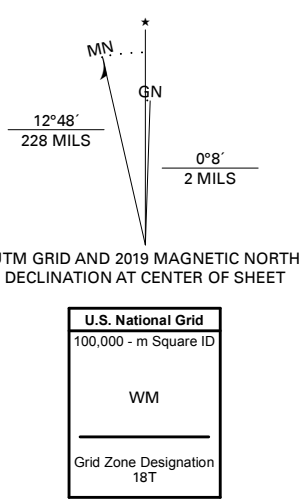 MN
GN
12°48´
228 MILS
0°8´
2 MILS
UTM GRID AND 2019 MAGNETIC NORTH
DECLINATION AT CENTER OF SHEET
U.S. National Grid
100,000 - m Square ID
WM
Grid Zone Designation
18T